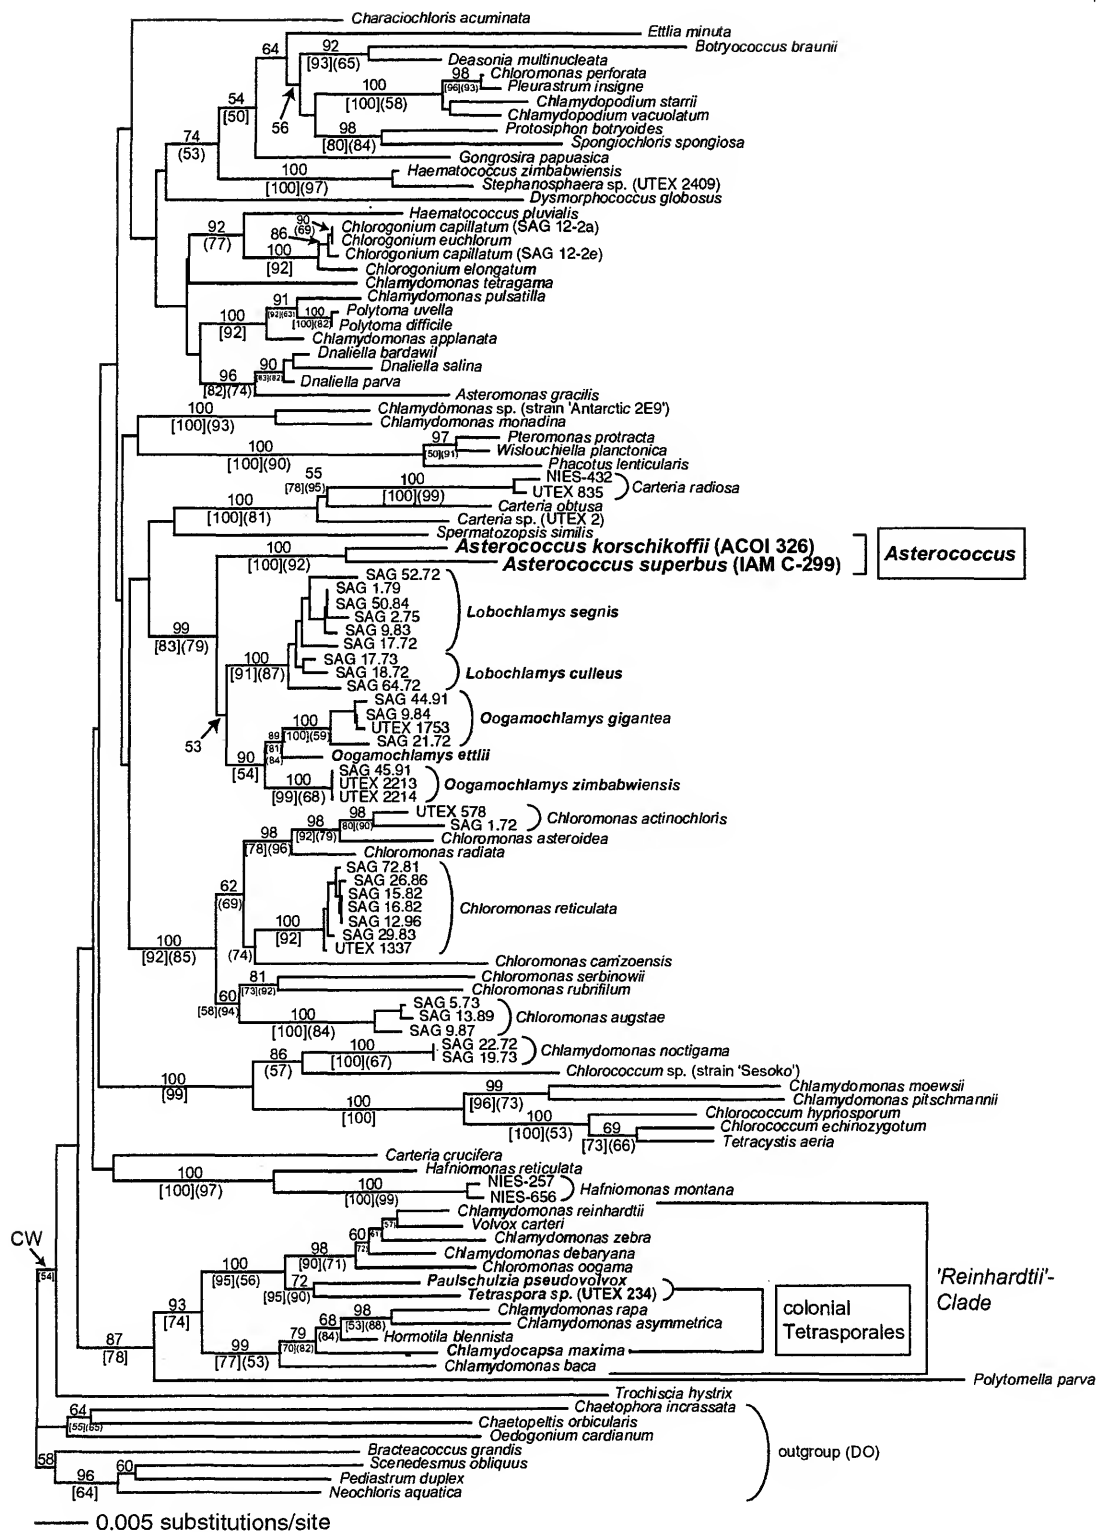 Characiochloris acuminata
Ettlia minuta
64
92
Botryococcus braunii
[93](65)
Deasonia multinucleata
98
Chloromonas perforata
[96](93)
Pleurastrum insigne
100
[100](58)
Chlamydopodium starrii
54
[50]
Chlamydopodium vacuolatum
56
98
Protosiphon botryoides
[80](84)
Spongiochloris spongiosa
74
(53)
Gongrosira papuasica
100
Haematococcus zimbabwiensis
[100](97)
Stephanosphaera sp. (UTEX 2409)
Dysmorphococcus globosus
Haematococcus pluvialis
90
(69)
Chlorogonium capillatum (SAG 12-2a)
92
(77)
86
Chlorogonium euchlorum
100
[92]
Chlorogonium capillatum (SAG 12-2e)
Chlorogonium elongatum
Chlamydomonas tetragama
91
Chlamydomonas pulsatilla
[92](63)
100
Polytoma uvella
100
[92]
[100](82)
Polytoma difficile
Chlamydomonas applanata
Dnaliella bardawil
90
Dnaliella salina
96
[83](82)
Dnaliella parva
[82](74)
Asteromonas gracilis
100
Chlamydomonas sp. (strain 'Antarctic 2E9')
[100](93)
Chlamydomonas monadina
97
Pteromonas protracta
100
[50](91)
Wislouchiella planctonica
[100](90)
Phacotus lenticularis
55
[78](95)
100
NIES-432
[100](99)
UTEX 835
Carteria radiosa
100
Carteria obtusa
[100](81)
Carteria sp. (UTEX 2)
Spermatozopsis similis
100
Asterococcus korschikoffii (ACOI 326)
[100](92)
Asterococcus superbus (IAM C-299)
Asterococcus
SAG 52.72
SAG 1.79
SAG 50.84
SAG 2.75
Lobochlamys segnis
99
SAG 9.83
[83](79)
SAG 17.72
100
SAG 17.73
[91](87)
SAG 18.72
Lobochlamys culleus
SAG 64.72
SAG 44.91
53
SAG 9.84
Oogamochlamys gigantea
100
UTEX 1753
89
[81]
(84)
[100](59)
SAG 21.72
90
[54]
Oogamochlamys ettlii
SAG 45.91
100
UTEX 2213
Oogamochlamys zimbabwiensis
[99](68)
UTEX 2214
98
UTEX 578
98
[80](90)
SAG 1.72
Chloromonas actinochloris
98
[92](79)
Chloromonas asteroidea
[78](96)
Chloromonas radiata
SAG 72.81
SAG 26.86
62
(69)
SAG 15.82
SAG 16.82
Chloromonas reticulata
SAG 12.96
100
[92]
SAG 29.83
100
[92](85)
(74)
UTEX 1337
Chloromonas carrizoensis
81
Chloromonas serbinowii
[73](92)
Chloromonas rubrifilum
60
[58](94)
SAG 5.73
100
SAG 13.89
Chloromonas augstae
[100](84)
SAG 9.87
86
(57)
100
SAG 22.72
[100](67)
SAG 19.73
Chlamydomonas noctigama
Chlorococcum sp. (strain 'Sesoko')
100
[99]
99
Chlamydomonas moewsii
[96](73)
Chlamydomonas pitschmannii
100
[100]
100
Chlorococcum hypnosporum
[100](53)
69
Chlorococcum echinozygotum
[73](66)
Tetracystis aeria
Carteria crucifera
100
Hafniomonas reticulata
[100](97)
100
NIES-257
[100](99)
NIES-656
Hafniomonas montana
Chlamydomonas reinhardtii
57
Volvox carteri
CW
60
61
Chlamydomonas zebra
98
72
Chlamydomonas debaryana
[54]
100
[90](71)
Chloromonas oogama
[95](56)
72
Paulschulzia pseudovolvox
[95](90)
Tetraspora sp. (UTEX 234)
'Reinhardtii'-
Clade
colonial
Tetrasporales
93
[74]
98
Chlamydomonas rapa
68
[53](88)
Chlamydomonas asymmetrica
79
(84)
Hormotila blennista
87
[78]
99
[70](82)
Chlamydocapsa maxima
[77](53)
Chlamydomonas baca
Polytomella parva
Trochiscia hystrix
64
Chaetophora incrassata
[55](65)
Chaetopeltis orbicularis
Oedogonium cardianum
outgroup (DO)
58
Bracteacoccus grandis
60
Scenedesmus obliquus
96
[64]
Pediastrum duplex
Neochloris aquatica
0.005 substitutions/site